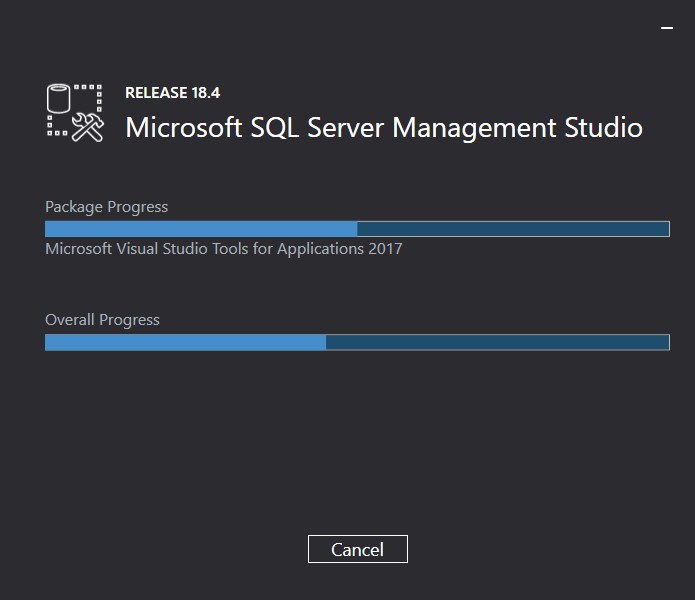 RELEASE 18.4
Microsoft SQL Server Management Studio
Package Progress
Microsoft Visual Studio Tools for Applications 2017
Overall Progress
Cancel